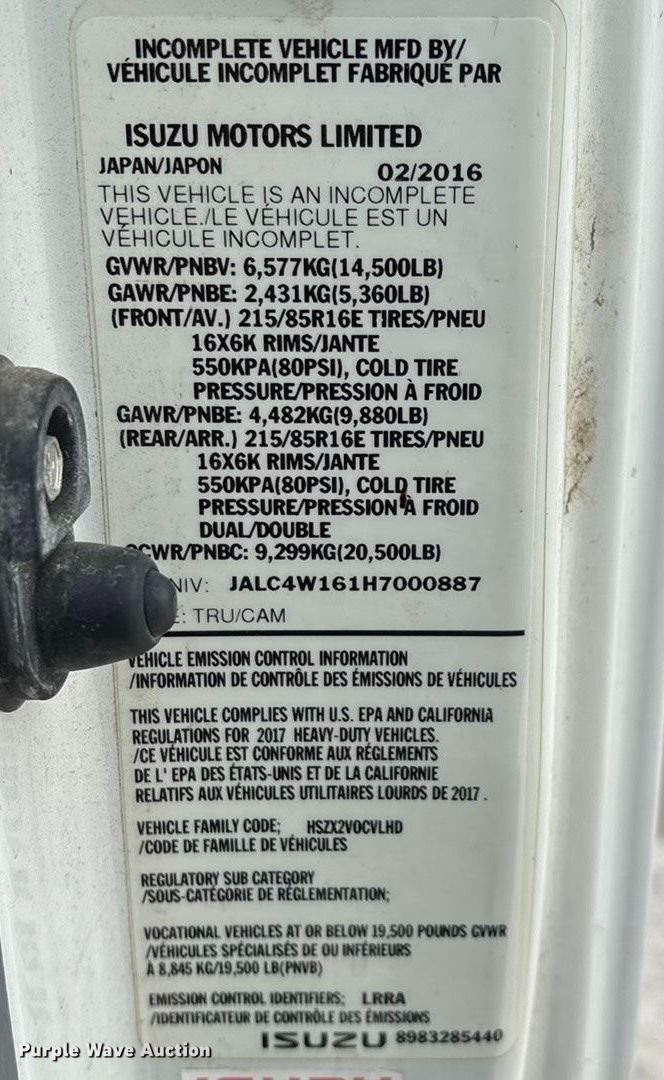 INCOMPLETE VEHICLE MFD BY/
VÉHICULE INCOMPLET FABRIQUÉ PAR
ISUZU MOTORS LIMITED
JAPAN/JAPON 02/2016
THIS VEHICLE IS AN INCOMPLETE
VEHICLE./LE VÉHICULE EST UN
VÉHICULE INCOMPLET.
GVWR/PNBV: 6,577KG(14,500LB)
GAWR/PNBE: 2,431KG(5,360LB)
(FRONT/AV.) 215/85R16E TIRES/PNEU
16X6K RIMS/JANTE
550KPA(80PSI), COLD TIRE
PRESSURE/PRESSION À FROID
GAWR/PNBE: 4,482KG(9,880LB)
(REAR/ARR.) 215/85R16E TIRES/PNEU
16X6K RIMS/JANTE
550KPA(80PSI), COLD TIRE
PRESSURE/PRESSION À FROID
DUAL/DOUBLE
GCWR/PNBC: 9,299KG(20,500LB)
NIV: JALC4W161H7000887
: TRU/CAM
VEHICLE EMISSION CONTROL INFORMATION
/INFORMATION DE CONTRÔLE DES ÉMISSIONS DE VÉHICULES
THIS VEHICLE COMPLIES WITH U.S. EPA AND CALIFORNIA
REGULATIONS FOR 2017 HEAVY-DUTY VEHICLES.
/CE VÉHICULE EST CONFORME AUX RÉGLEMENTS
DE L' EPA DES ÉTATS-UNIS ET DE LA CALIFORNIE
RELATIFS AUX VÉHICULES UTILITAIRES LOURDS DE 2017 .
VEHICLE FAMILY CODE; HSZX2VOCVLHD
/CODE DE FAMILLE DE VÉHICULES
REGULATORY SUB CATEGORY
/SOUS-CATÉGORIE DE RÉGLEMENTATION;
VOCATIONAL VEHICLES AT OR BELOW 19,500 POUNDS GVWR
/VÉHICULES SPÉCIALISÉS DE OU INFÉRIEURS
À 8,845 KG/19,500 LB(PNVB)
EMISSION CONTROL IDENTIFIERS; LRRA
/IDENTIFICATEUR DE CONTRÔLE DES ÉMISSIONS
ISUZU 8983285440
Purple Wave Auction
ISUZU